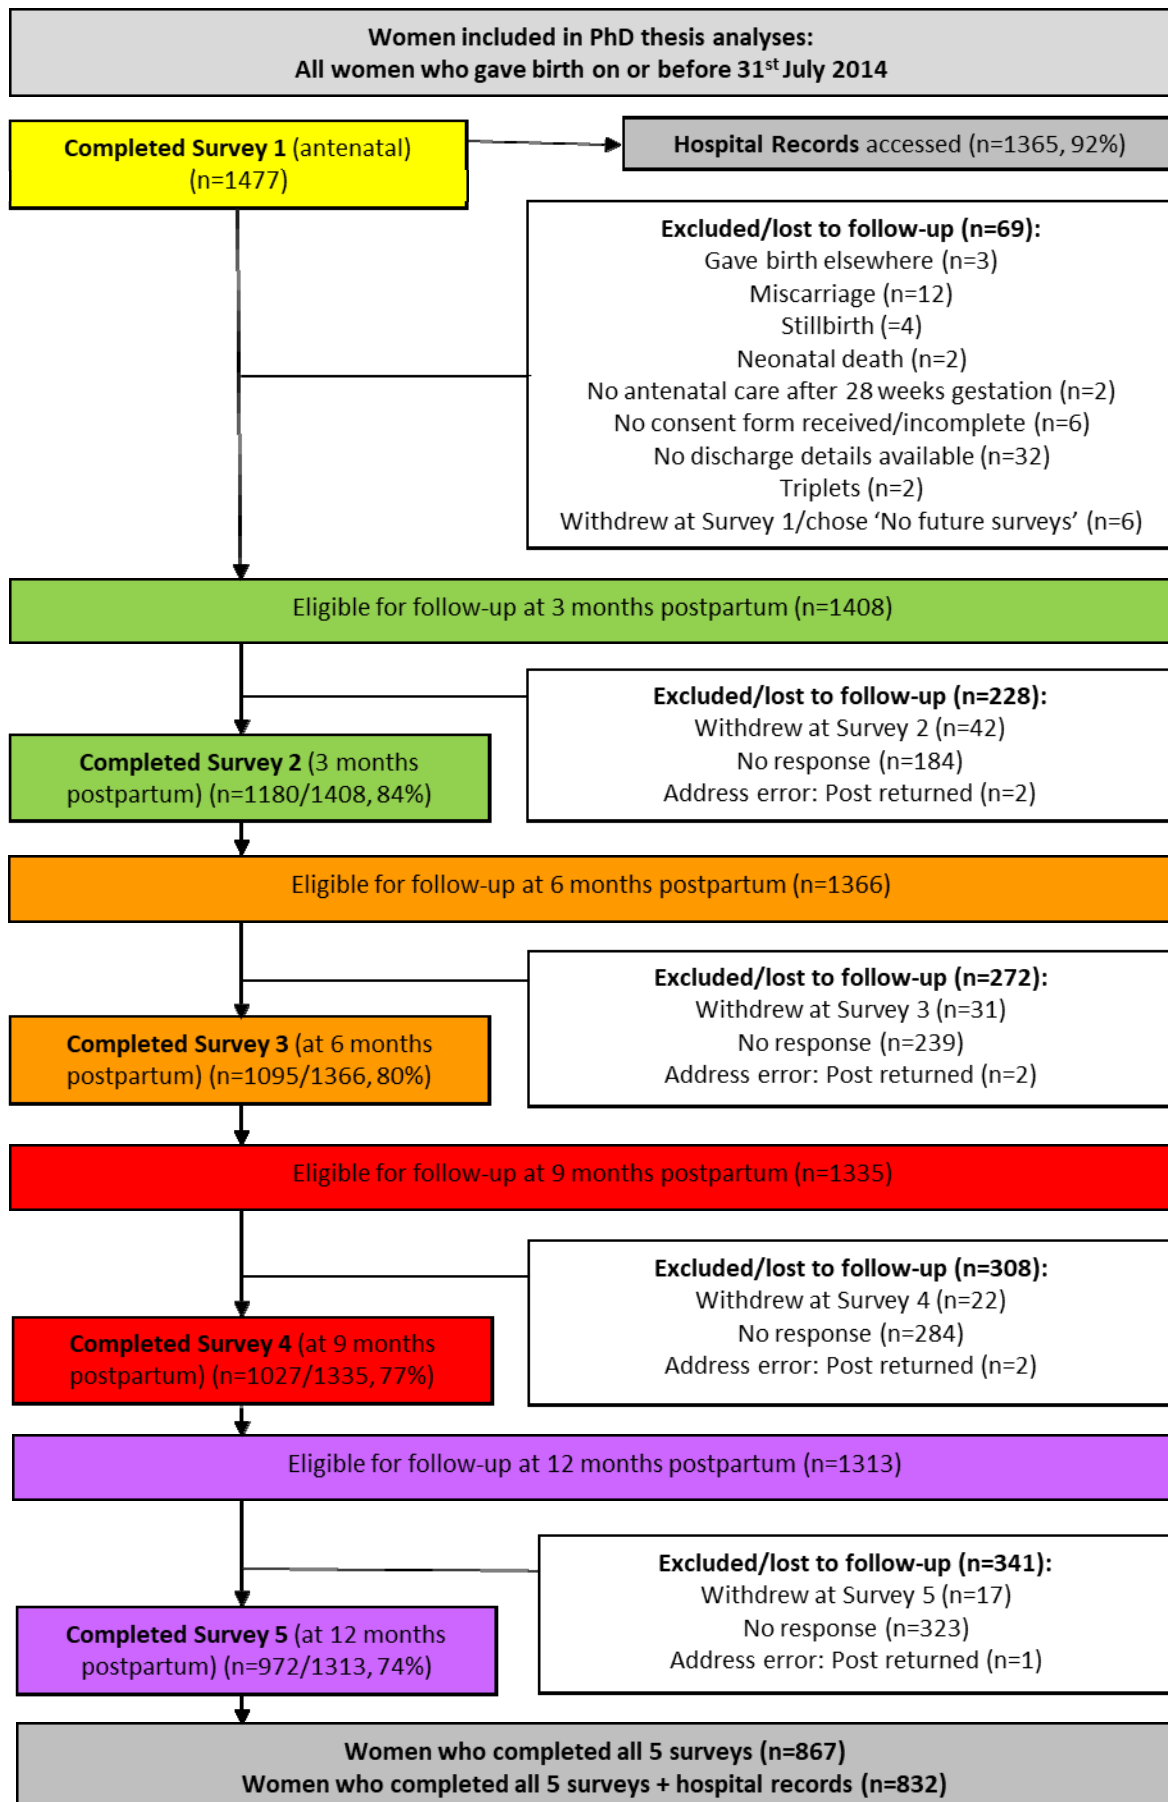 Women included in PhD thesis analyses:
All women who gave birth on or before 31st July 2014
Completed Survey 1 (antenatal)
(n=1477)
Hospital Records accessed (n=1365, 92%)
Excluded/lost to follow-up (n=69):
Gave birth elsewhere (n=3)
Miscarriage (n=12)
Stillbirth (=4)
Neonatal death (n=2)
No antenatal care after 28 weeks gestation (n=2)
No consent form received/incomplete (n=6)
No discharge details available (n=32)
Triplets (n=2)
Withdrew at Survey 1/chose ‘No future surveys’ (n=6)
Eligible for follow-up at 3 months postpartum (n=1408)
Excluded/lost to follow-up (n=228):
Withdrew at Survey 2 (n=42)
No response (n=184)
Address error: Post returned (n=2)
Completed Survey 2 (3 months
postpartum) (n=1180/1408, 84%)
Eligible for follow-up at 6 months postpartum (n=1366)
Excluded/lost to follow-up (n=272):
Withdrew at Survey 3 (n=31)
No response (n=239)
Address error: Post returned (n=2)
Completed Survey 3 (at 6 months
postpartum) (n=1095/1366, 80%)
Eligible for follow-up at 9 months postpartum (n=1335)
Excluded/lost to follow-up (n=308):
Withdrew at Survey 4 (n=22)
No response (n=284)
Address error: Post returned (n=2)
Completed Survey 4 (at 9 months
postpartum) (n=1027/1335, 77%)
Eligible for follow-up at 12 months postpartum (n=1313)
Excluded/lost to follow-up (n=341):
Withdrew at Survey 5 (n=17)
No response (n=323)
Address error: Post returned (n=1)
Completed Survey 5 (at 12 months
postpartum) (n=972/1313, 74%)
Women who completed all 5 surveys (n=867)
Women who completed all 5 surveys + hospital records (n=832)